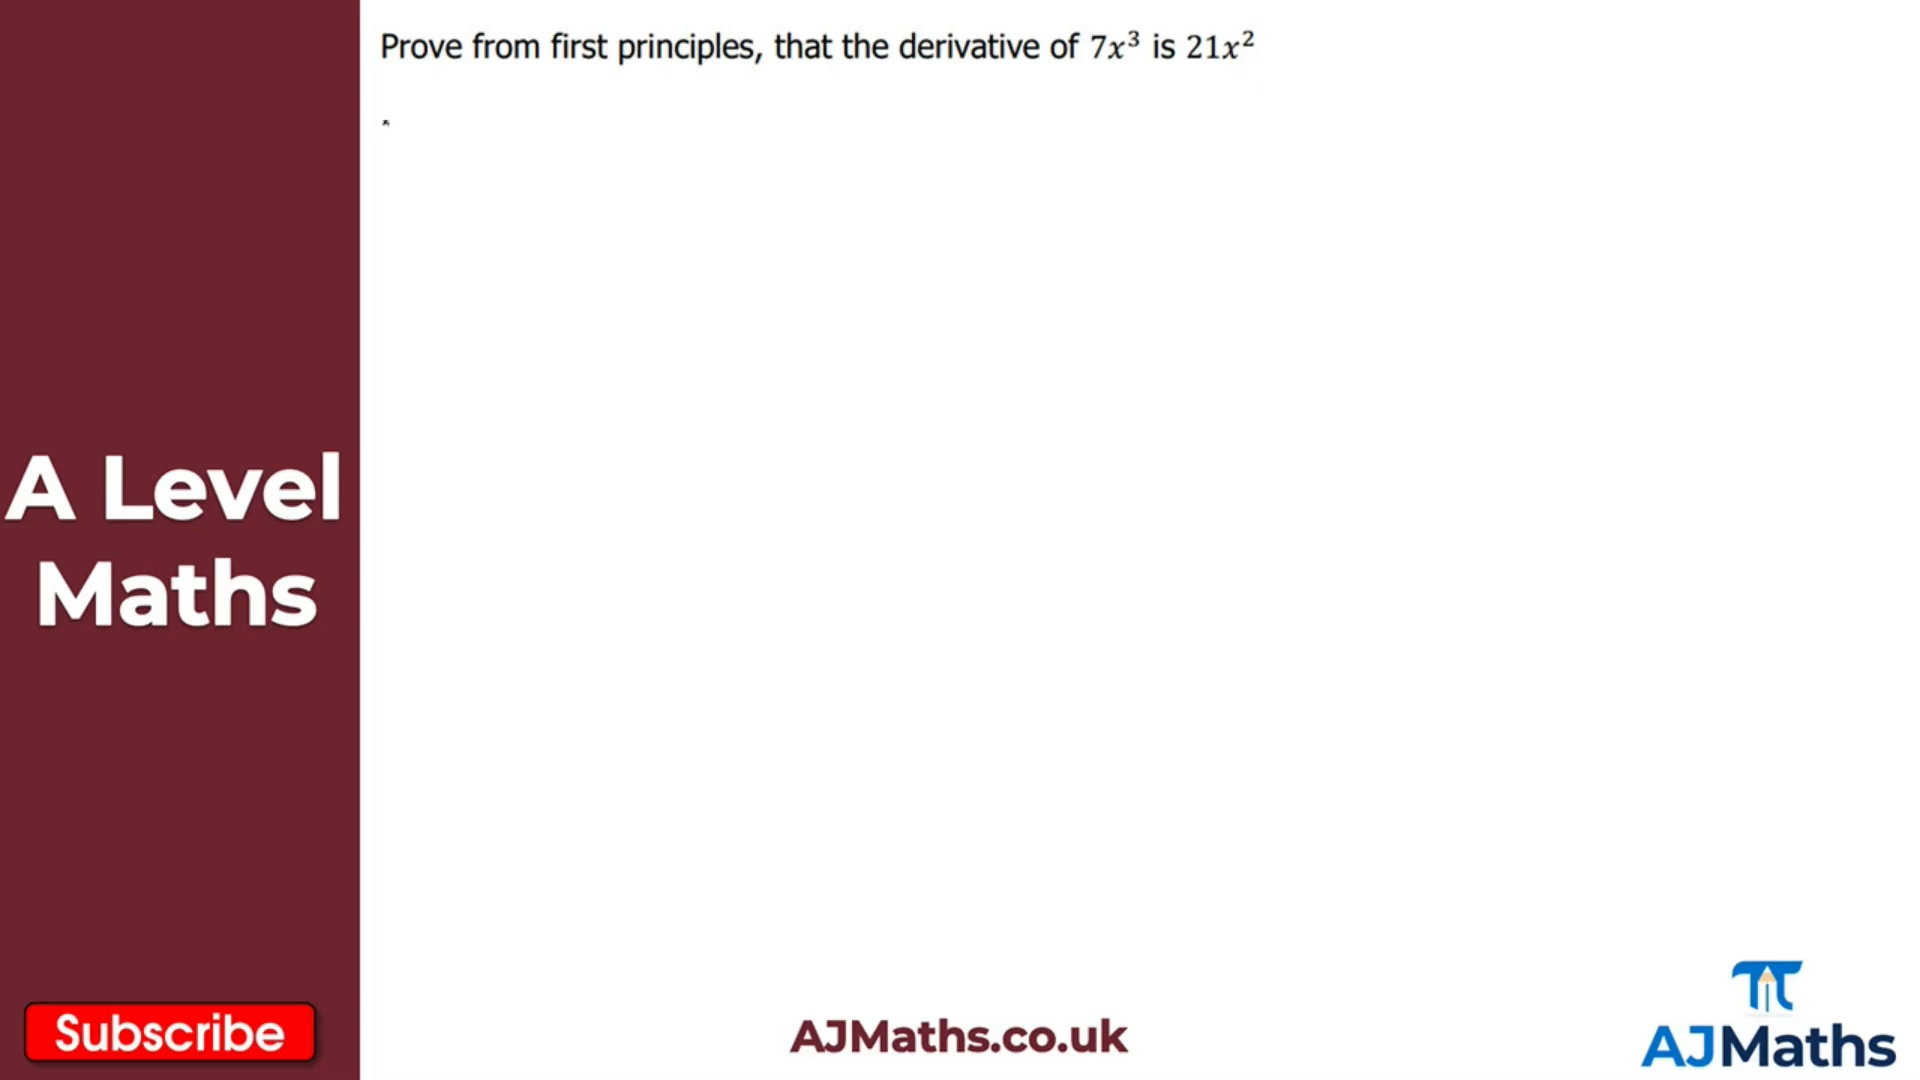 Prove from first principles, that the derivative of 7x³ is 21x²
A Level
Maths
Subscribe
AJMaths.co.uk
AJMaths